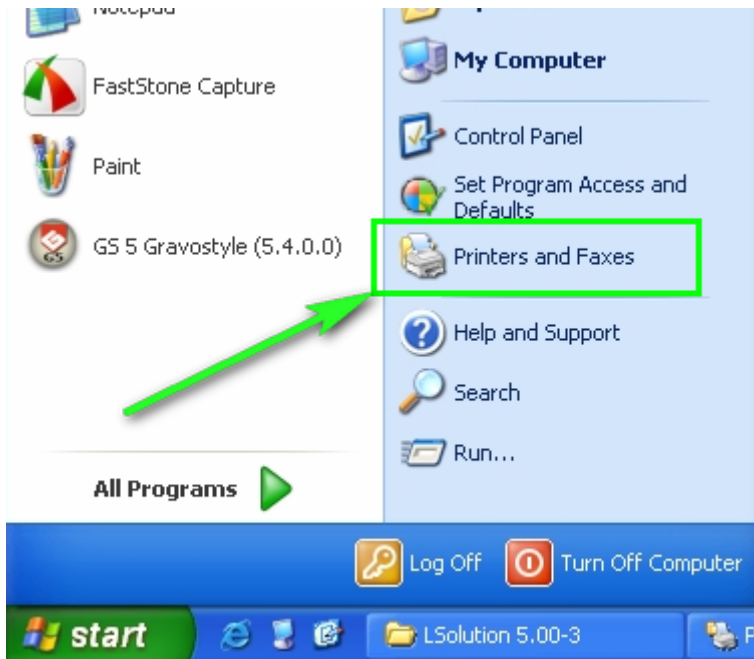 Notepad
FastStone Capture
Paint
GS 5 Gravostyle (5.4.0.0)
All Programs
My Computer
Control Panel
Set Program Access and
Defaults
Printers and Faxes
Help and Support
Search
Run...
Log Off
Turn Off Computer
start
LSolution 5.00-3